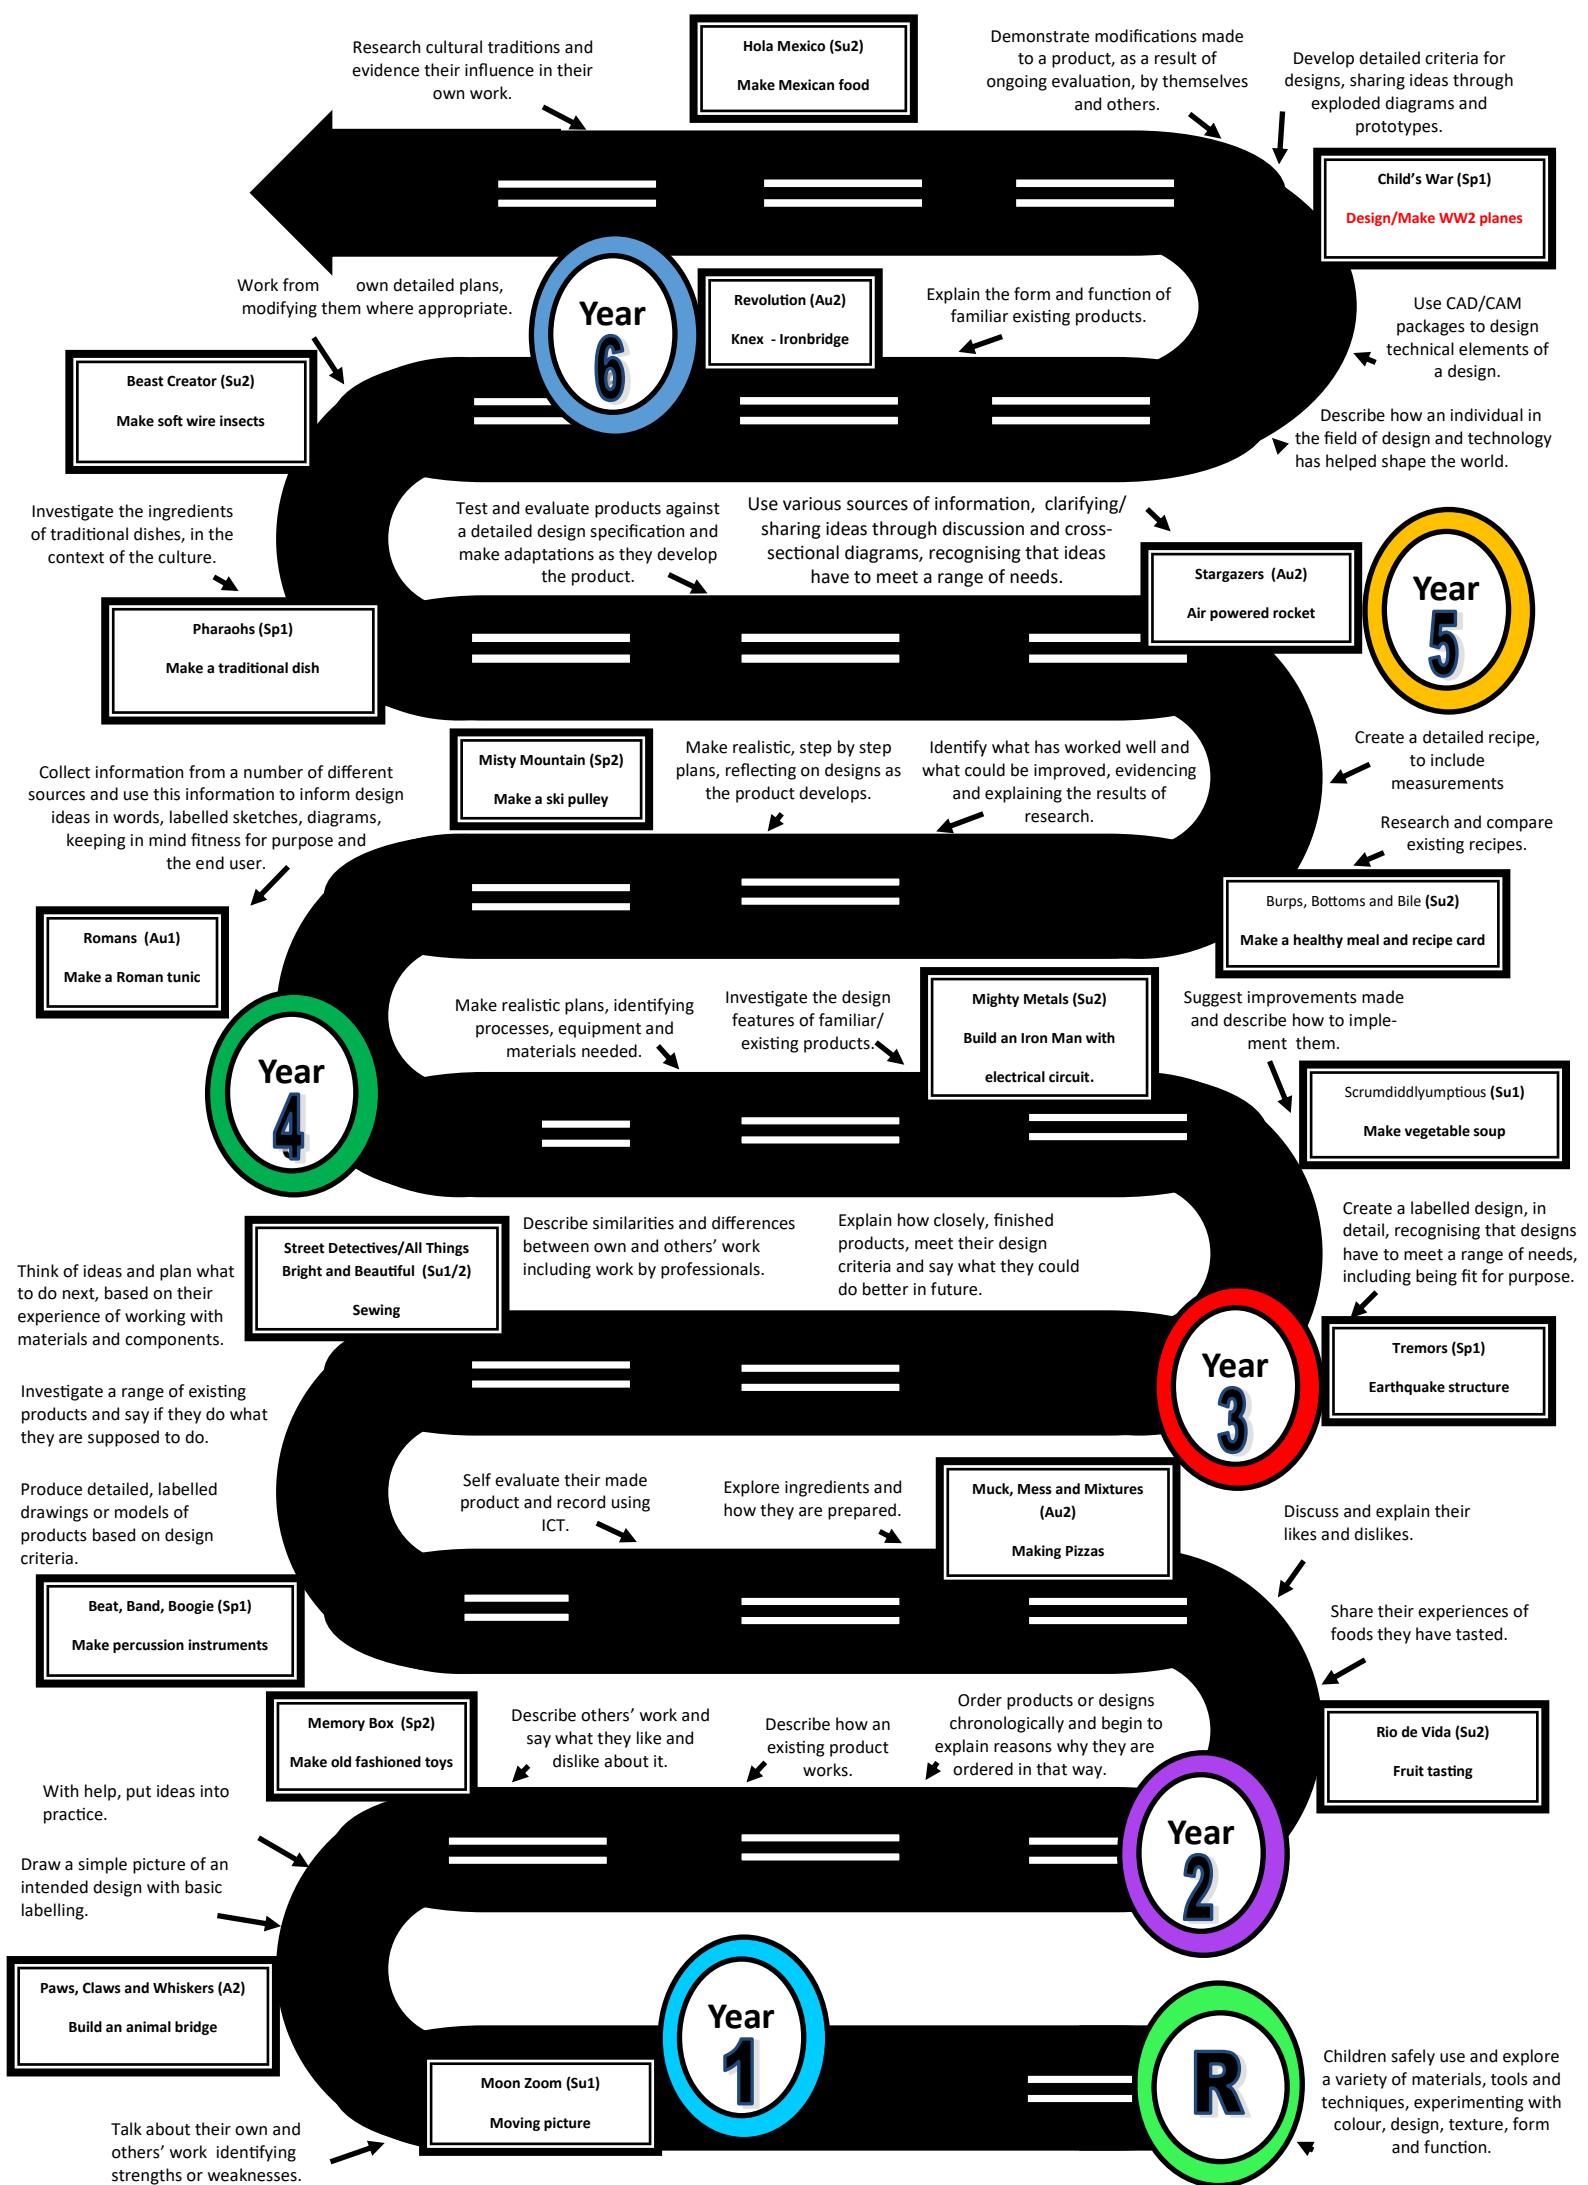 Research cultural traditions and
evidence their influence in their
own work.
Hola Mexico (Su2)
Make Mexican food
Demonstrate modifications made
to a product, as a result of
ongoing evaluation, by themselves
and others.
Develop detailed criteria for
designs, sharing ideas through
exploded diagrams and
prototypes.
Child's War (Sp1)
Design/Make WW2 planes
Work from own detailed plans,
modifying them where appropriate.
Year
6
Revolution (Au2)
Knex - Ironbridge
Explain the form and function of
familiar existing products.
Use CAD/CAM
packages to design
technical elements of
a design.
Beast Creator (Su2)
Make soft wire insects
Describe how an individual in
the field of design and technology
has helped shape the world.
Investigate the ingredients
of traditional dishes, in the
context of the culture.
Test and evaluate products against
a detailed design specification and
make adaptations as they develop
the product.
Use various sources of information, clarifying/
sharing ideas through discussion and cross-
sectional diagrams, recognising that ideas
have to meet a range of needs.
Stargazers (Au2)
Air powered rocket
Year
5
Pharaohs (Sp1)
Make a traditional dish
Collect information from a number of different
sources and use this information to inform design
ideas in words, labelled sketches, diagrams,
keeping in mind fitness for purpose and
the end user.
Misty Mountain (Sp2)
Make a ski pulley
Make realistic, step by step
plans, reflecting on designs as
the product develops.
Identify what has worked well and
what could be improved, evidencing
and explaining the results of
research.
Create a detailed recipe,
to include
measurements
Research and compare
existing recipes.
Burps, Bottoms and Bile (Su2)
Make a healthy meal and recipe card
Romans (Au1)
Make a Roman tunic
Year
4
Make realistic plans, identifying
processes, equipment and
materials needed.
Investigate the design
features of familiar/
existing products.
Mighty Metals (Su2)
Build an Iron Man with
electrical circuit.
Suggest improvements made
and describe how to imple-
ment them.
Scrumdiddlyumptious (Su1)
Make vegetable soup
Street Detectives/All Things
Bright and Beautiful (Su1/2)
Sewing
Describe similarities and differences
between own and others' work
including work by professionals.
Explain how closely, finished
products, meet their design
criteria and say what they could
do better in future.
Create a labelled design, in
detail, recognising that designs
have to meet a range of needs,
including being fit for purpose.
Think of ideas and plan what
to do next, based on their
experience of working with
materials and components.
Year
3
Tremors (Sp1)
Earthquake structure
Investigate a range of existing
products and say if they do what
they are supposed to do.
Produce detailed, labelled
drawings or models of
products based on design
criteria.
Self evaluate their made
product and record using
ICT.
Explore ingredients and
how they are prepared.
Muck, Mess and Mixtures
(Au2)
Making Pizzas
Discuss and explain their
likes and dislikes.
Beat, Band, Boogie (Sp1)
Make percussion instruments
Share their experiences of
foods they have tasted.
Memory Box (Sp2)
Make old fashioned toys
Describe others' work and
say what they like and
dislike about it.
Describe how an
existing product
works.
Order products or designs
chronologically and begin to
explain reasons why they are
ordered in that way.
Rio de Vida (Su2)
Fruit tasting
With help, put ideas into
practice.
Year
2
Draw a simple picture of an
intended design with basic
labelling.
Paws, Claws and Whiskers (A2)
Build an animal bridge
Year
1
R
Moon Zoom (Su1)
Moving picture
Talk about their own and
others' work identifying
strengths or weaknesses.
Children safely use and explore
a variety of materials, tools and
techniques, experimenting with
colour, design, texture, form
and function.